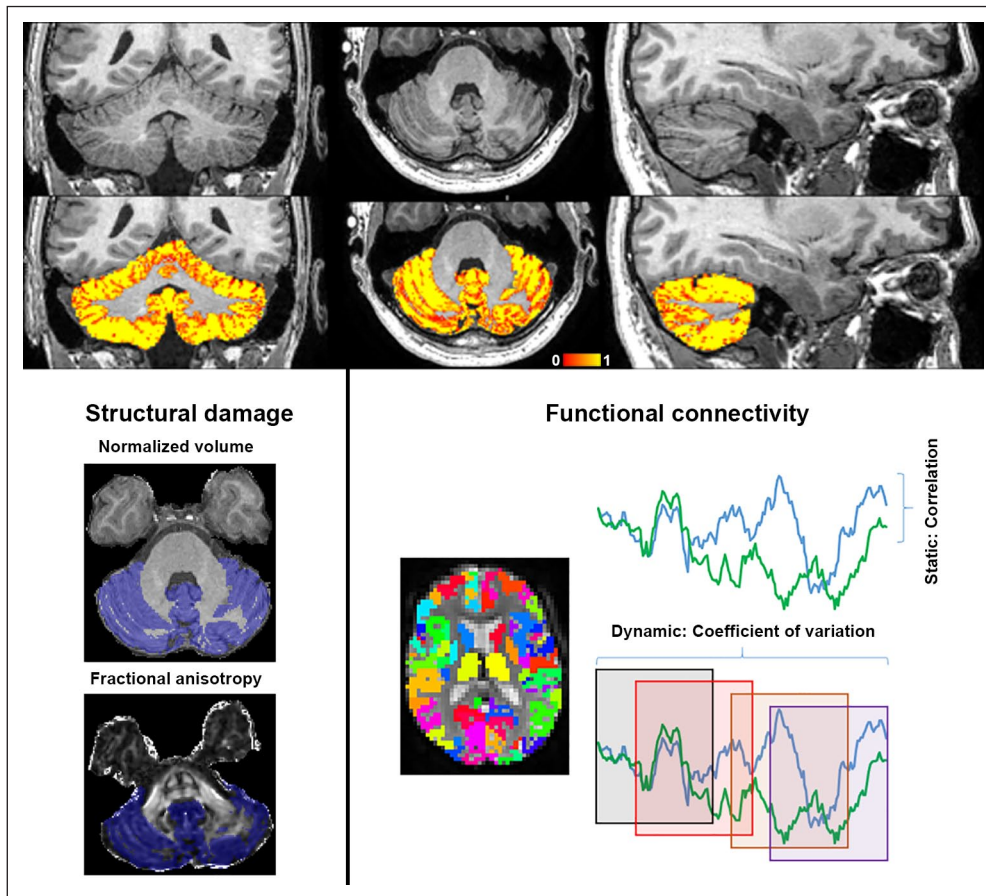 0 1
Structural damage
Normalized volume
Fractional anisotropy
Functional connectivity
Static: Correlation
Dynamic: Coefficient of variation